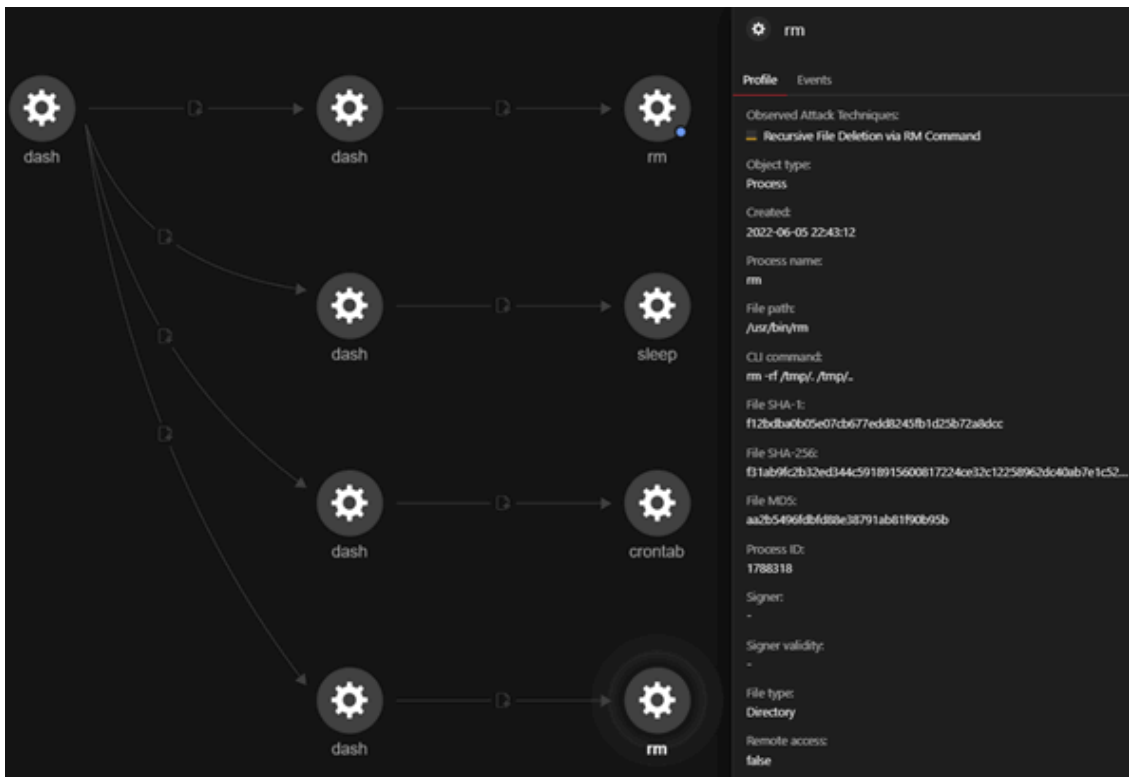 dash
dash
rm
dash
sleep
dash
crontab
dash
rm
rm
Profile Events
Observed Attack Techniques:
Recursive File Deletion via RM Command
Object type:
Process
Created:
2022-06-05 22:43:12
Process name:
rm
File path:
/usr/bin/rm
CLI command:
rm -rf /tmp/. /tmp/..
File SHA-1:
f12bdba0b05e07cb677edd8245fb1d25b72a8dcc
File SHA-256:
f31ab9fc2b32ed344c5918915600817224ce32c12258962dc40ab7e1c52...
File MD5:
aa2b5496fdbfd88e38791ab81f90b95b
Process ID:
1788318
Signer:
-
Signer validity:
-
File type:
Directory
Remote access:
false